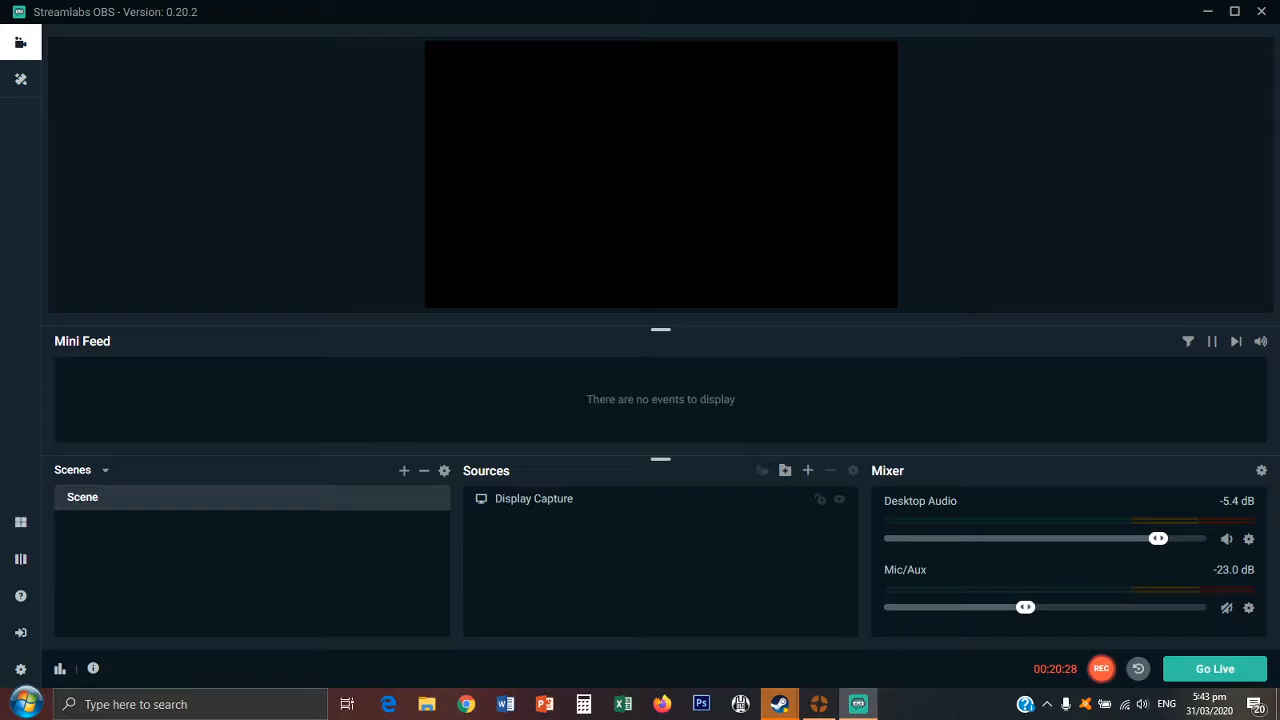 Streamlabs OBS - Version: 0.20.2
Mini Feed
There are no events to display
Scenes
Scene
Sources
Display Capture
Mixer
Desktop Audio -5.4 dB
Mic/Aux -23.0 dB
00:20:28 REC Go Live
Type here to search
ENG
5:43 pm
31/03/2020
20